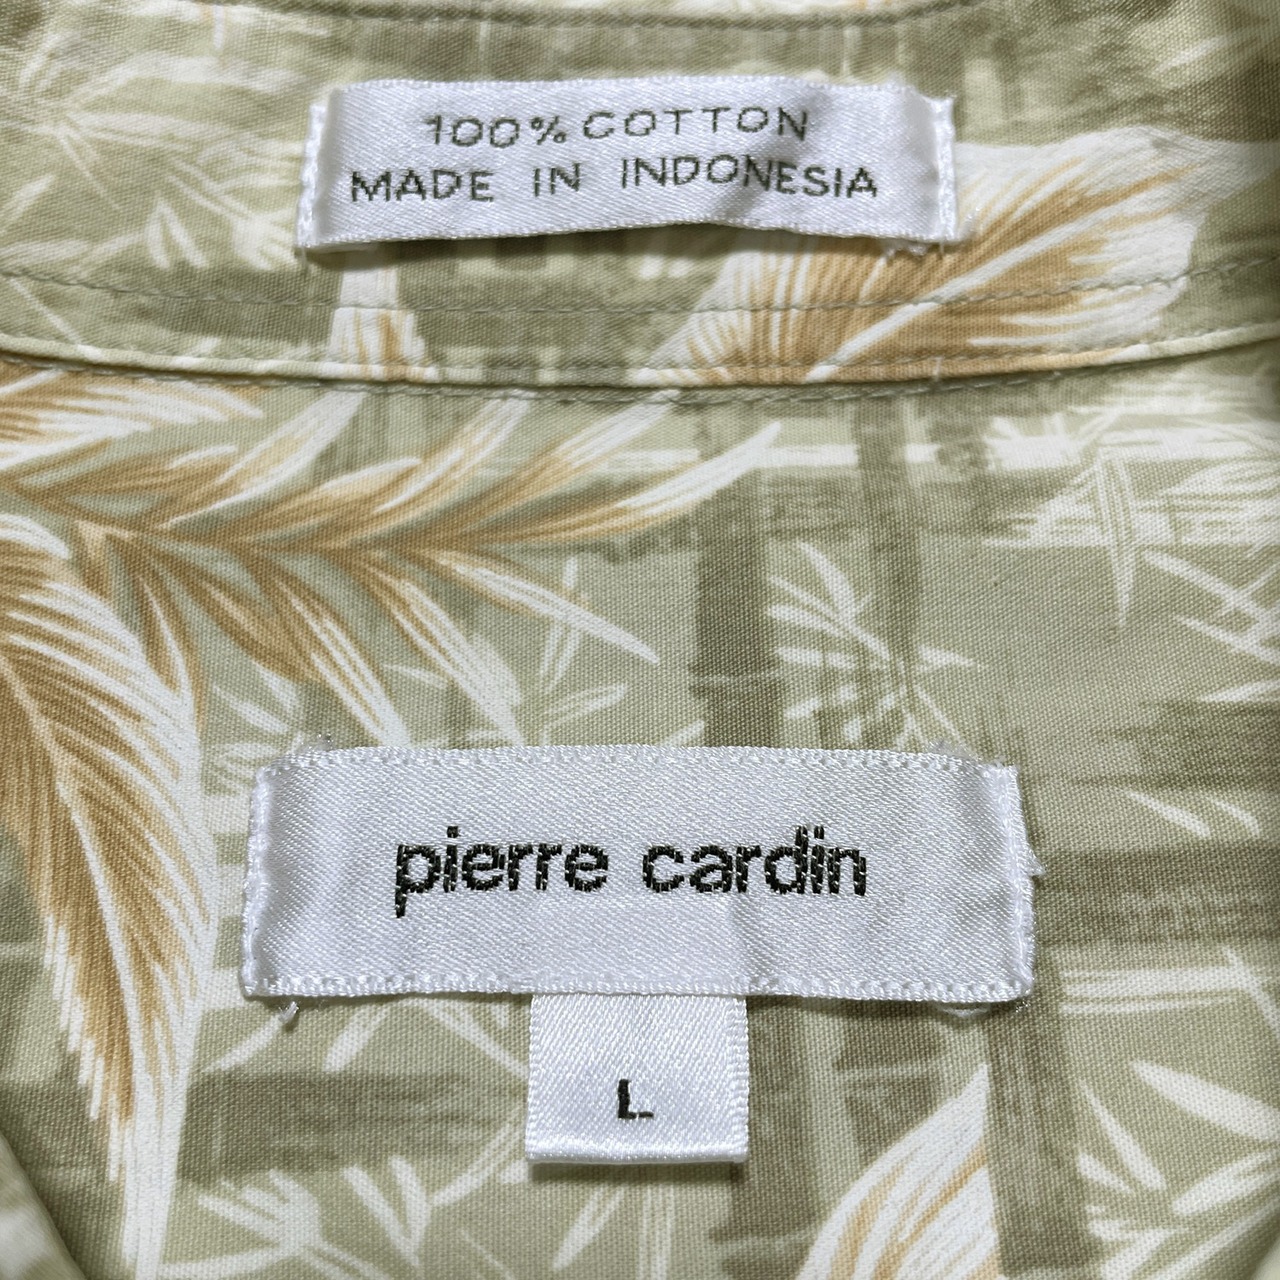 100% COTTON
MADE IN INDONESIA
pierre cardin
L